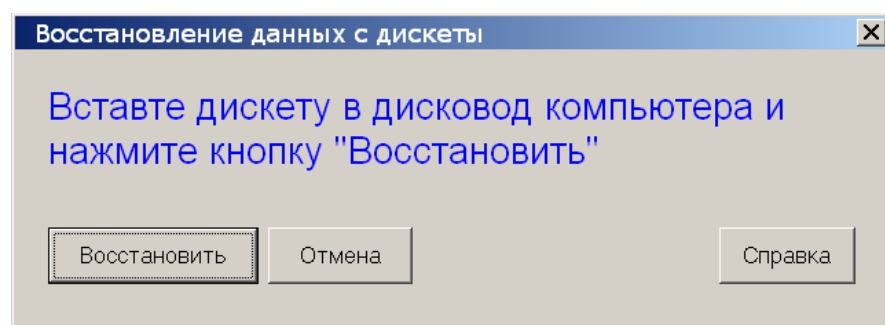 Восстановление данных с дискеты
Вставте дискету в дисковод компьютера и
нажмите кнопку "Восстановить"
Восстановить Отмена Справка